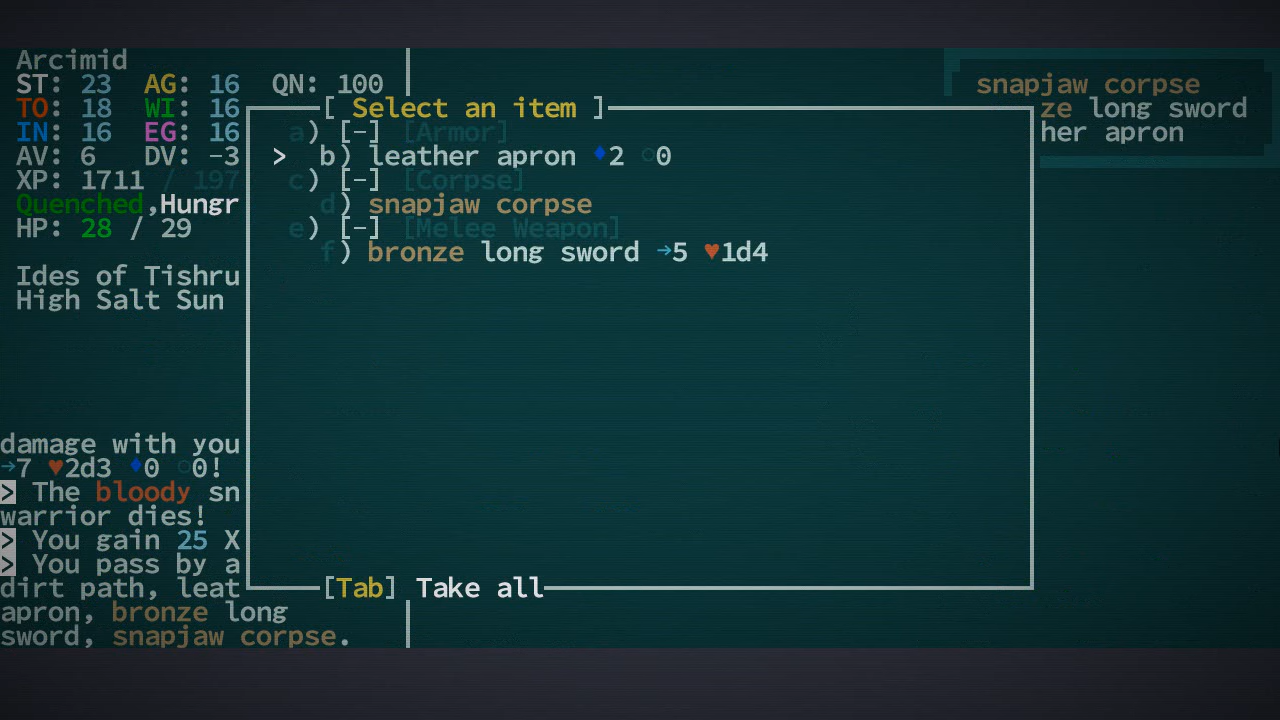 Arcimid
ST: 23 AG: 16 QN: 100
TO: 18 WI: 16
IN: 16 EG: 16
AV: 6 DV: -3
XP: 1711 / 197
Quenched,Hungr
HP: 28 / 29
Ides of Tishru
High Salt Sun
damage with you
→7 ♥2d3 ♦0 ○0!
> The bloody sn
warrior dies!
> You gain 25 X
> You pass by a
dirt path, leat
apron, bronze long
sword, snapjaw corpse.
[ Select an item ]
a) [-] [Armor]
> b) leather apron ♦2 ○0
c) [-] [Corpse]
d) snapjaw corpse
e) [-] [Melee Weapon]
f) bronze long sword →5 ♥1d4
[Tab] Take all
snapjaw corpse
ze long sword
her apron